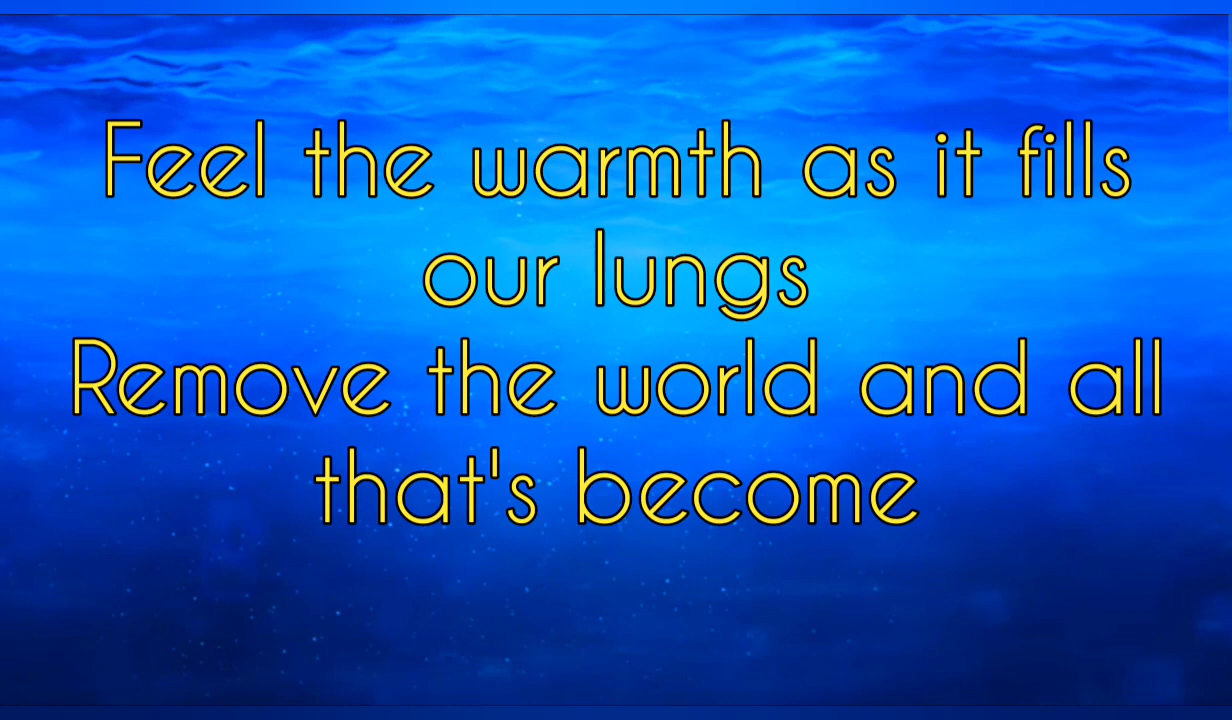 Feel the warmth as it fills
our lungs
Remove the world and all
that's become